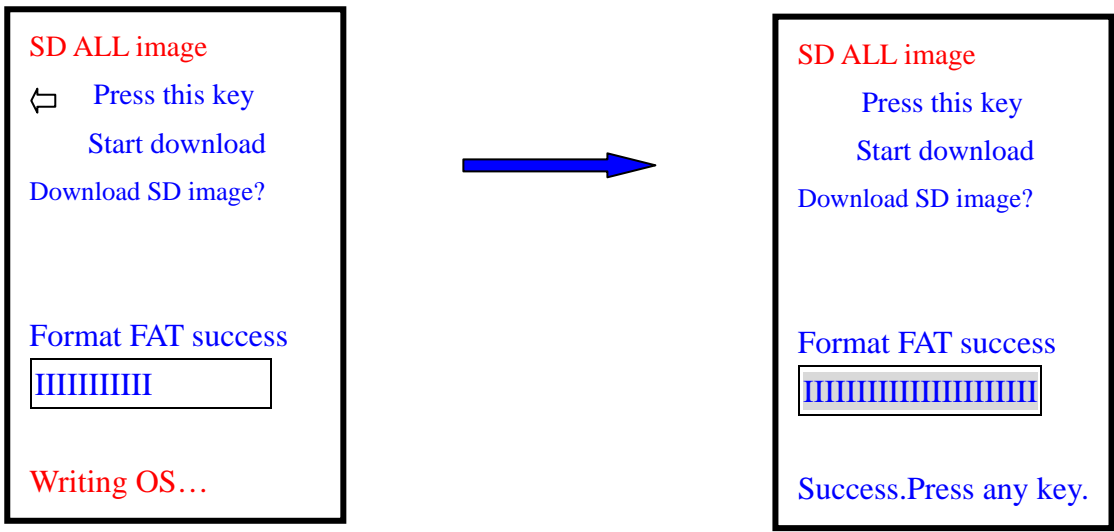 SD ALL image
Press this key
Start download
Download SD image?
Format FAT success
IIIIIIIIIII
Writing OS…
SD ALL image
Press this key
Start download
Download SD image?
Format FAT success
IIIIIIIIIIIIIIIIIIIIII
Success.Press any key.